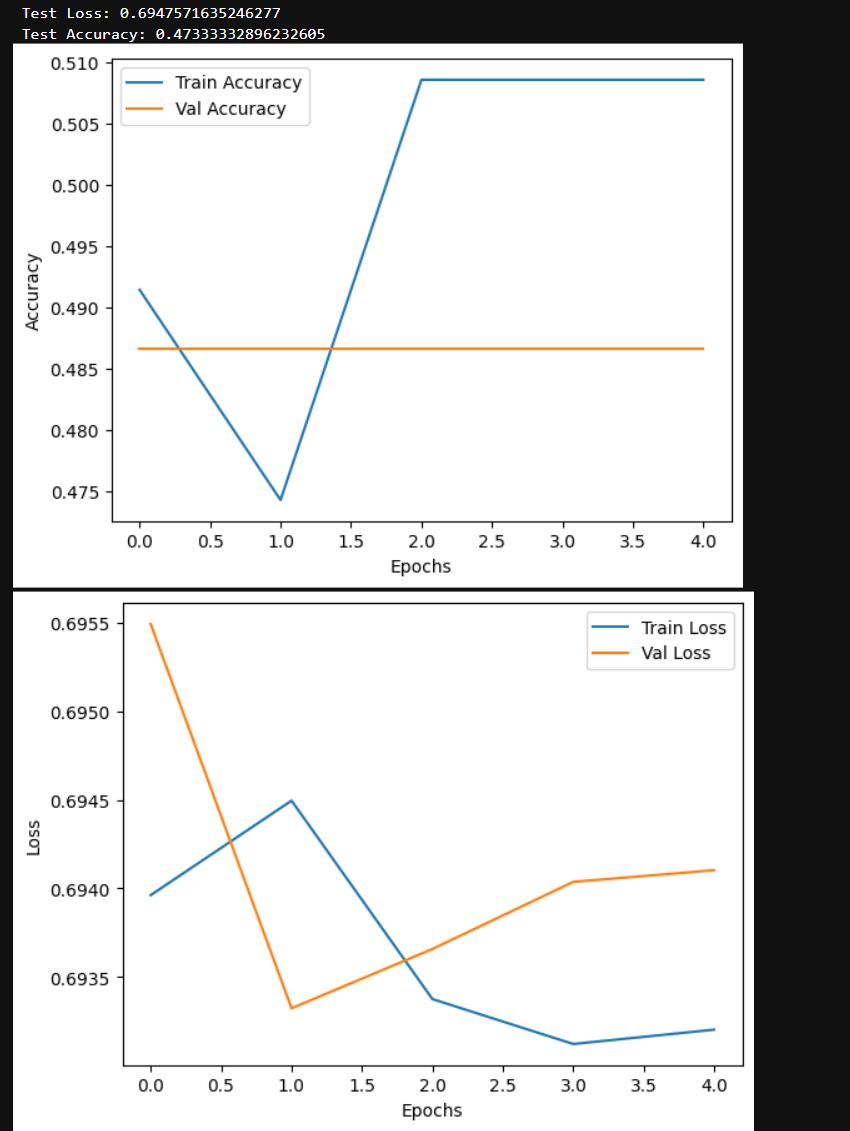 Test Loss: 0.6947571635246277
Test Accuracy: 0.47333332896232605
0.510
0.505
0.500
0.495
0.490
0.485
0.480
0.475
Accuracy
Train Accuracy
Val Accuracy
0.0 0.5 1.0 1.5 2.0 2.5 3.0 3.5 4.0
Epochs
0.6955
0.6950
0.6945
0.6940
0.6935
Loss
Train Loss
Val Loss
0.0 0.5 1.0 1.5 2.0 2.5 3.0 3.5 4.0
Epochs